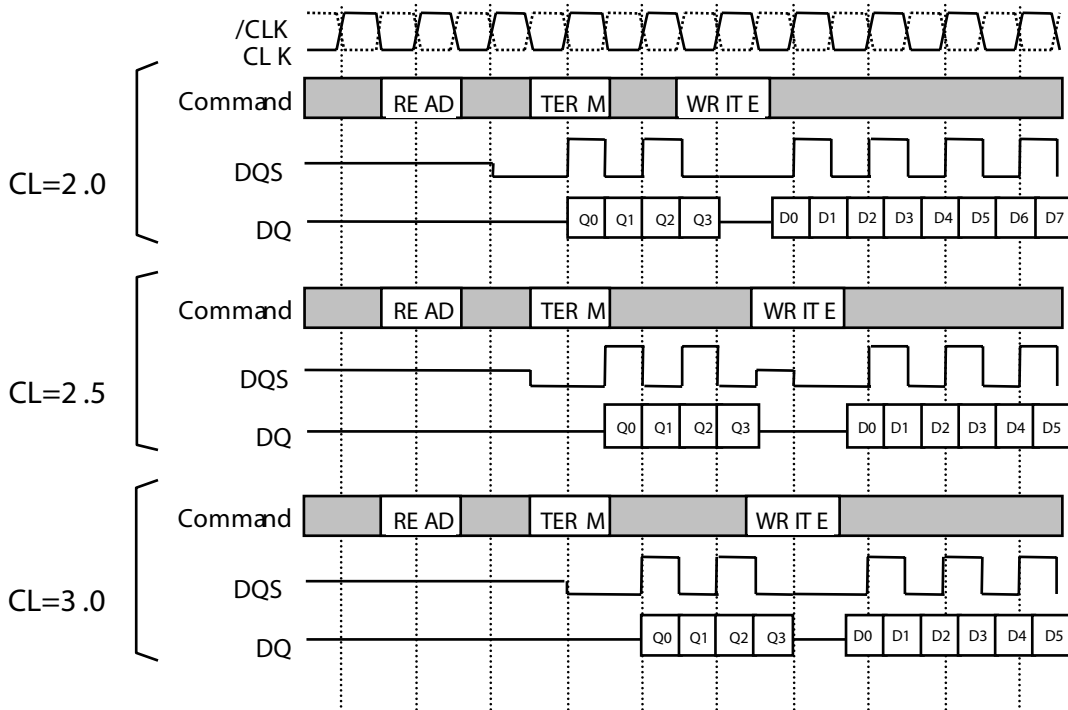 /CLK
CL K
Command RE AD TER M WR IT E
DQS
CL=2 .0
DQ Q0 Q1 Q2 Q3 D0 D1 D2 D3 D4 D5 D6 D7
Command RE AD TER M WR IT E
DQS
CL=2 .5
DQ Q0 Q1 Q2 Q3 D0 D1 D2 D3 D4 D5
Command RE AD TER M WR IT E
DQS
CL=3 .0
DQ Q0 Q1 Q2 Q3 D0 D1 D2 D3 D4 D5